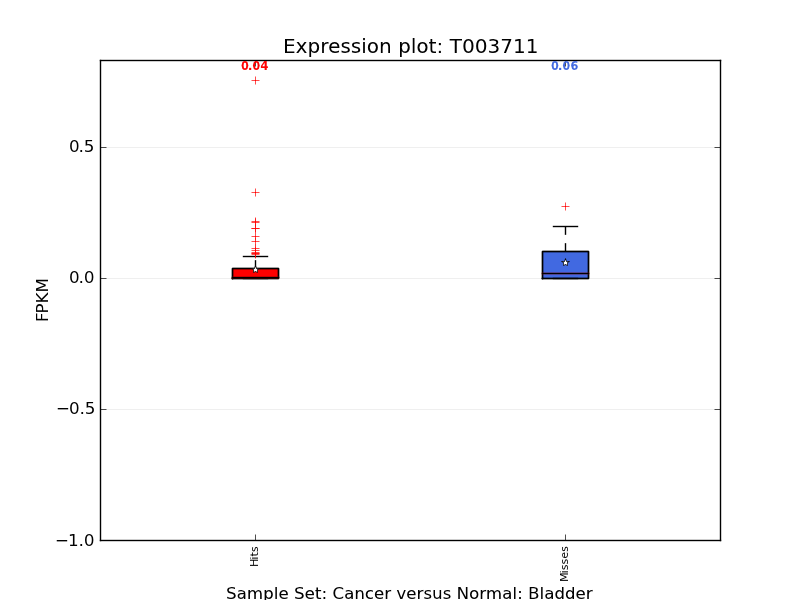 Expression plot: T003711
0.04
0.06
0.5
0.0
−0.5
−1.0
FPKM
Hits
Misses
Sample Set: Cancer versus Normal: Bladder